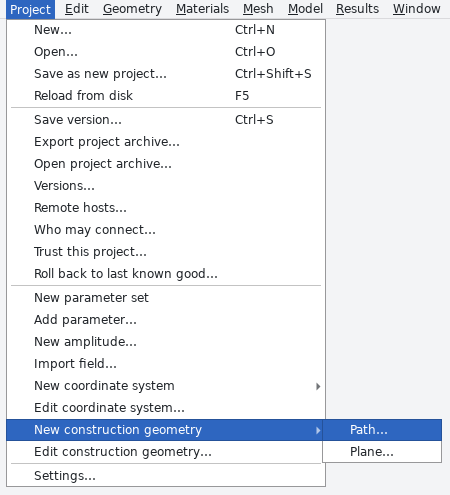 Project Edit Geometry Materials Mesh Model Results Window
New... Ctrl+N
Open... Ctrl+O
Save as new project... Ctrl+Shift+S
Reload from disk F5
Save version... Ctrl+S
Export project archive...
Open project archive...
Versions...
Remote hosts...
Who may connect...
Trust this project...
Roll back to last known good...
New parameter set
Add parameter...
New amplitude...
Import field...
New coordinate system
Edit coordinate system...
New construction geometry Path...
Edit construction geometry... Plane...
Settings...